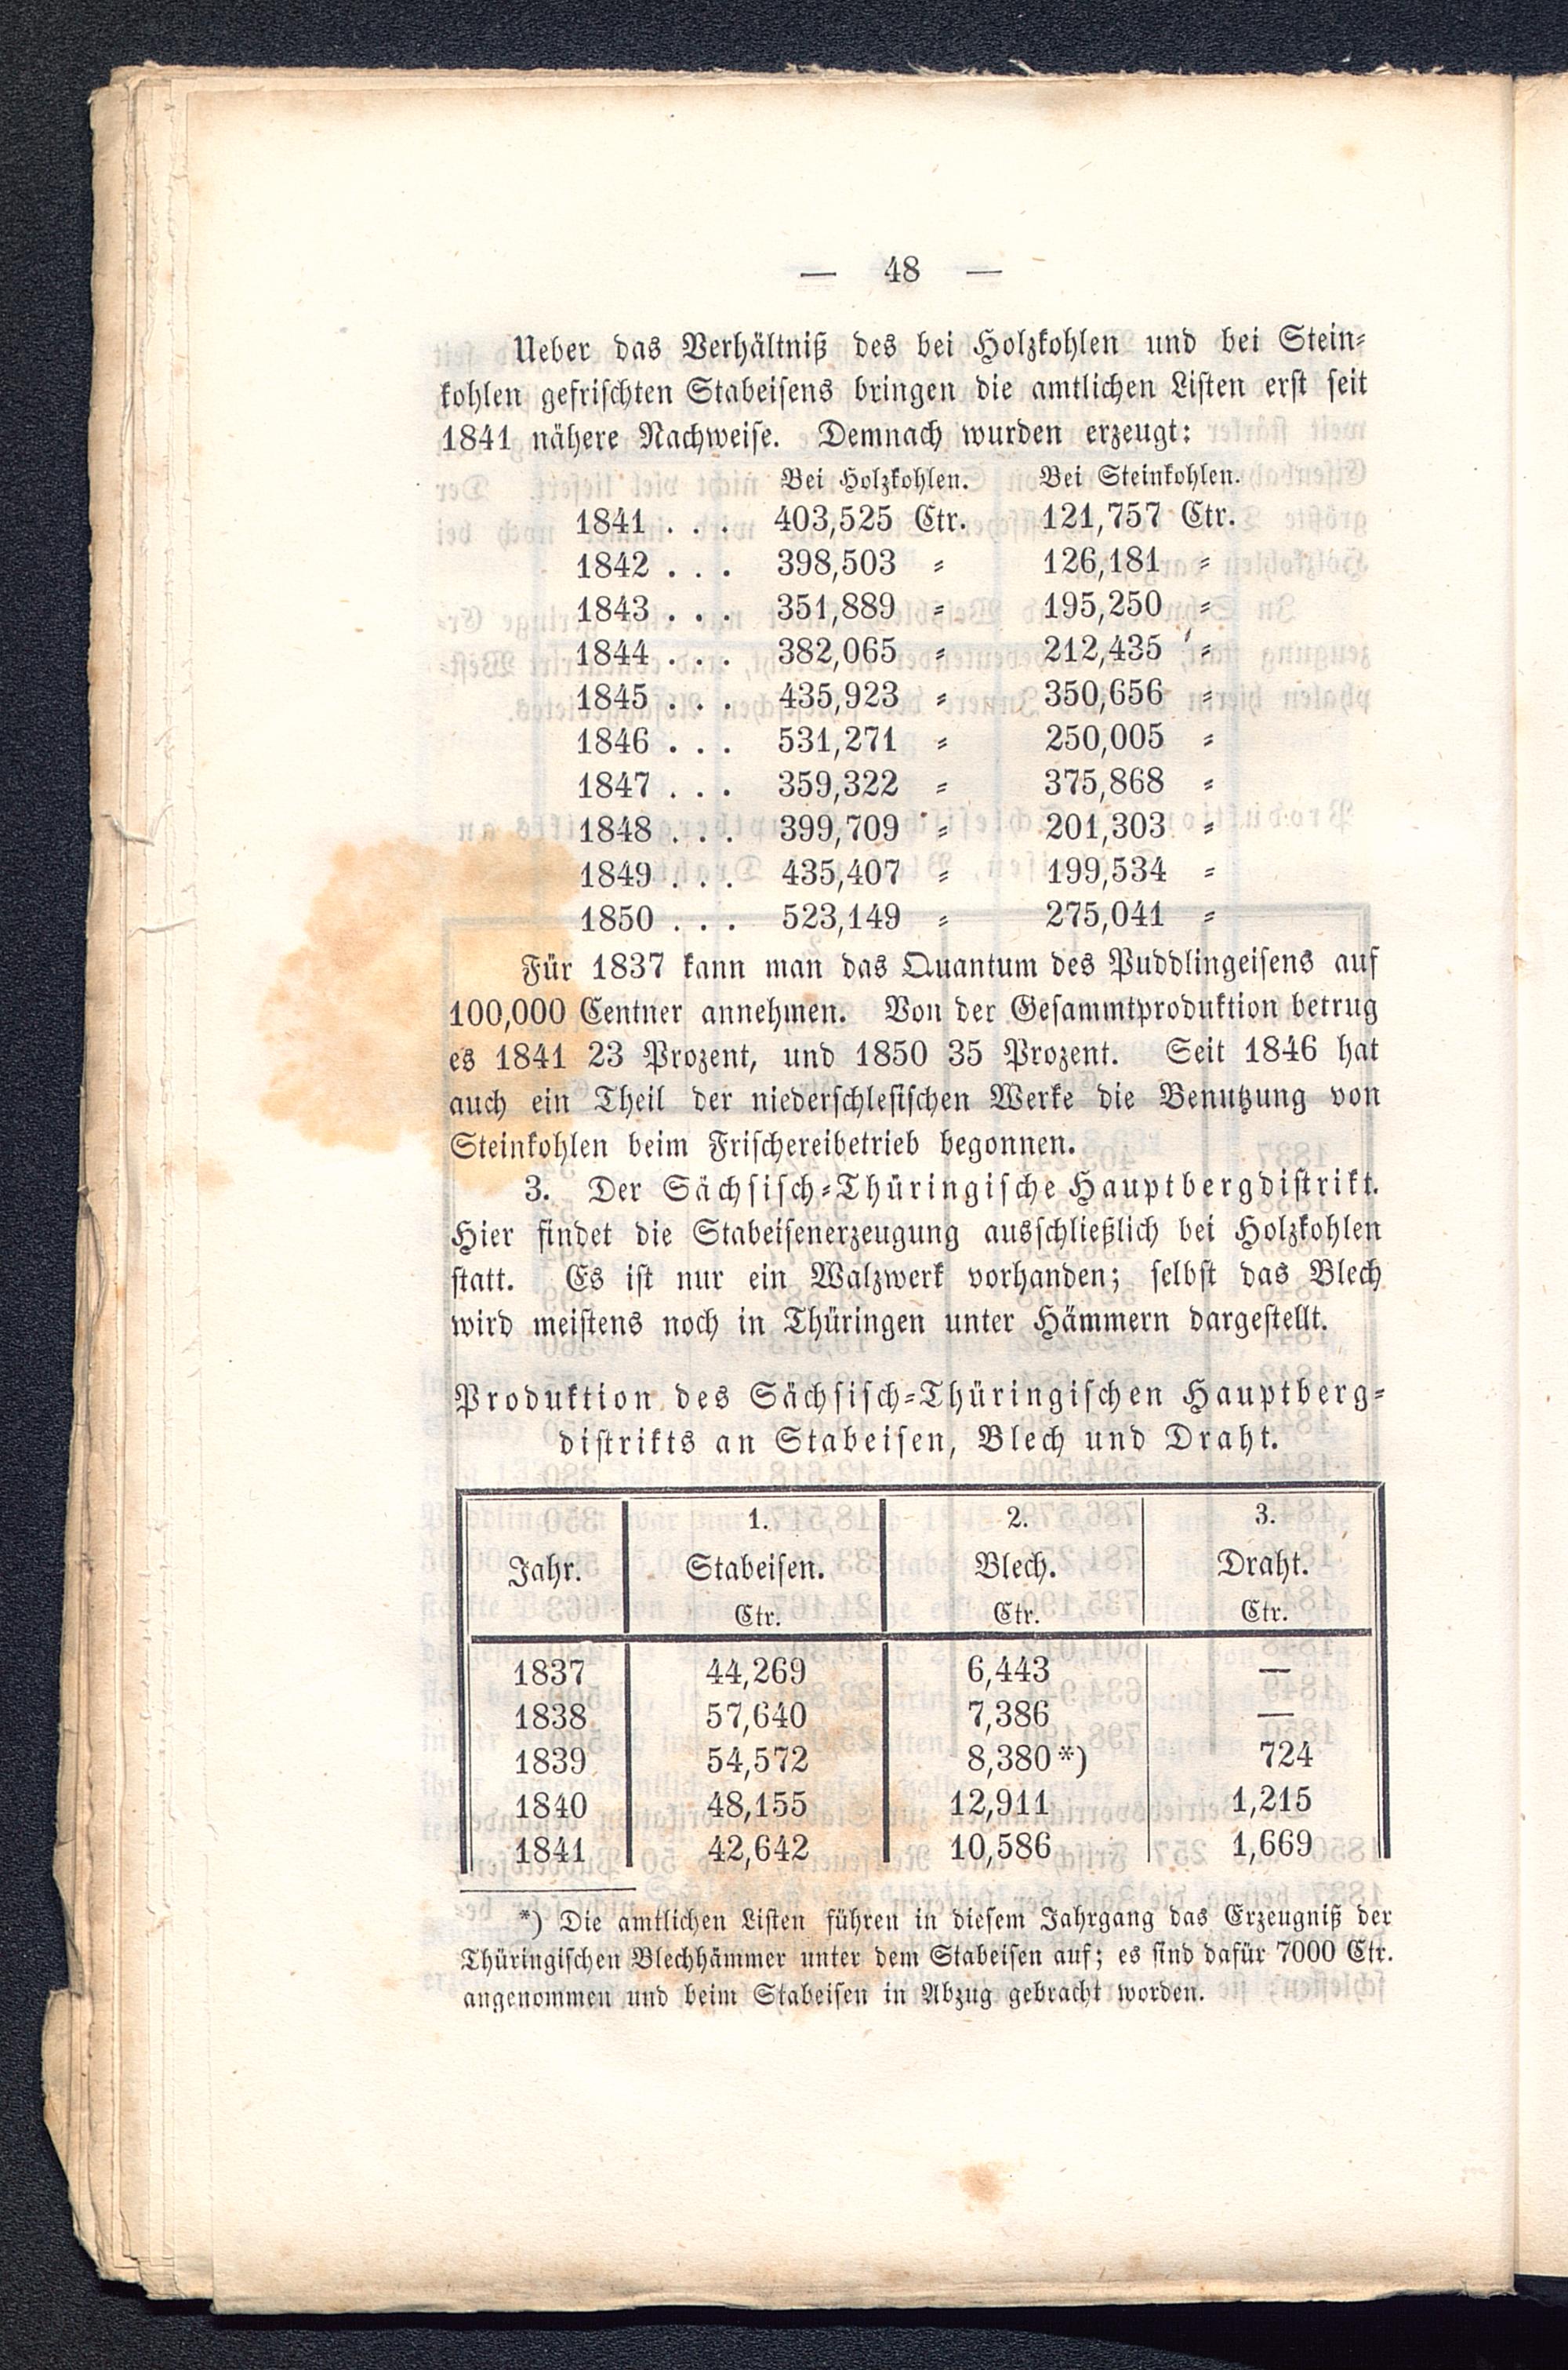 — 48 —
Ueber das Verhältniß des bei Holzkohlen und bei Stein-
kohlen gefrischten Stabeisens bringen die amtlichen Listen erst seit
1841 nähere Nachweise. Demnach wurden erzeugt:
Bei Holzkohlen. Bei Steinkohlen.
1841 . . . 403,525 Ctr. 121,757 Ctr.
1842 . . . 398,503 = 126,181 =
1843 . . . 351,889 = 195,250 =
1844 . . . 382,065 = 212,435 =
1845 . . . 435,923 = 350,656 =
1846 . . . 531,271 = 250,005 =
1847 . . . 359,322 = 375,868 =
1848 . . . 399,709 = 201,303 =
1849 . . . 435,407 = 199,534 =
1850 . . . 523,149 = 275,041 =
Für 1837 kann man das Quantum des Puddlingeisens auf
100,000 Centner annehmen. Von der Gesammtproduktion betrug
es 1841 23 Prozent, und 1850 35 Prozent. Seit 1846 hat
auch ein Theil der niederschlesischen Werke die Benutzung von
Steinkohlen beim Frischereibetrieb begonnen.
3. Der Sächsisch-Thüringische Hauptbergdistrikt.
Hier findet die Stabeisenerzeugung ausschließlich bei Holzkohlen
statt. Es ist nur ein Walzwerk vorhanden; selbst das Blech
wird meistens noch in Thüringen unter Hämmern dargestellt.
Produktion des Sächsisch-Thüringischen Hauptberg-
distrikts an Stabeisen, Blech und Draht.
1. 2. 3.
Jahr. Stabeisen. Blech. Draht.
Ctr. Ctr. Ctr.
1837 44,269 6,443 —
1838 57,640 7,386 —
1839 54,572 8,380 *) 724
1840 48,155 12,911 1,215
1841 42,642 10,586 1,669
*) Die amtlichen Listen führen in diesem Jahrgang das Erzeugniß der
Thüringischen Blechhämmer unter dem Stabeisen auf; es sind dafür 7000 Ctr.
angenommen und beim Stabeisen in Abzug gebracht worden.